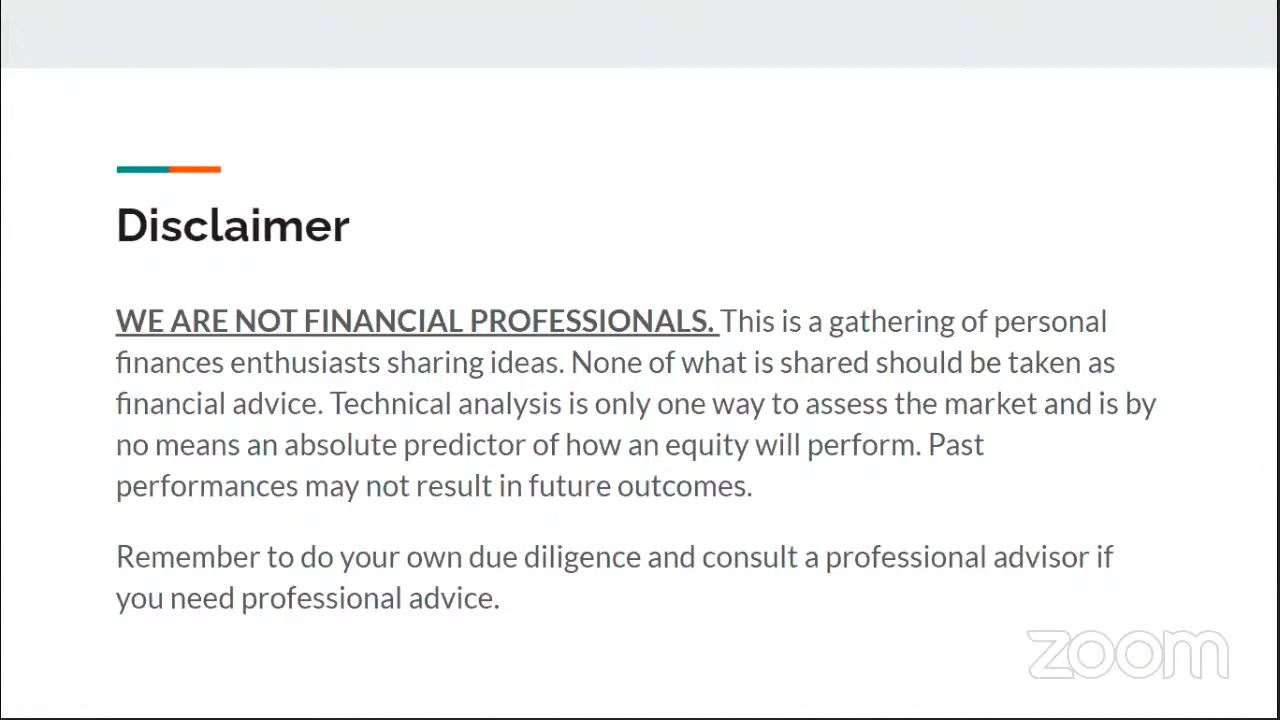 Disclaimer
WE ARE NOT FINANCIAL PROFESSIONALS. This is a gathering of personal
finances enthusiasts sharing ideas. None of what is shared should be taken as
financial advice. Technical analysis is only one way to assess the market and is by
no means an absolute predictor of how an equity will perform. Past
performances may not result in future outcomes.
Remember to do your own due diligence and consult a professional advisor if
you need professional advice.
zoom